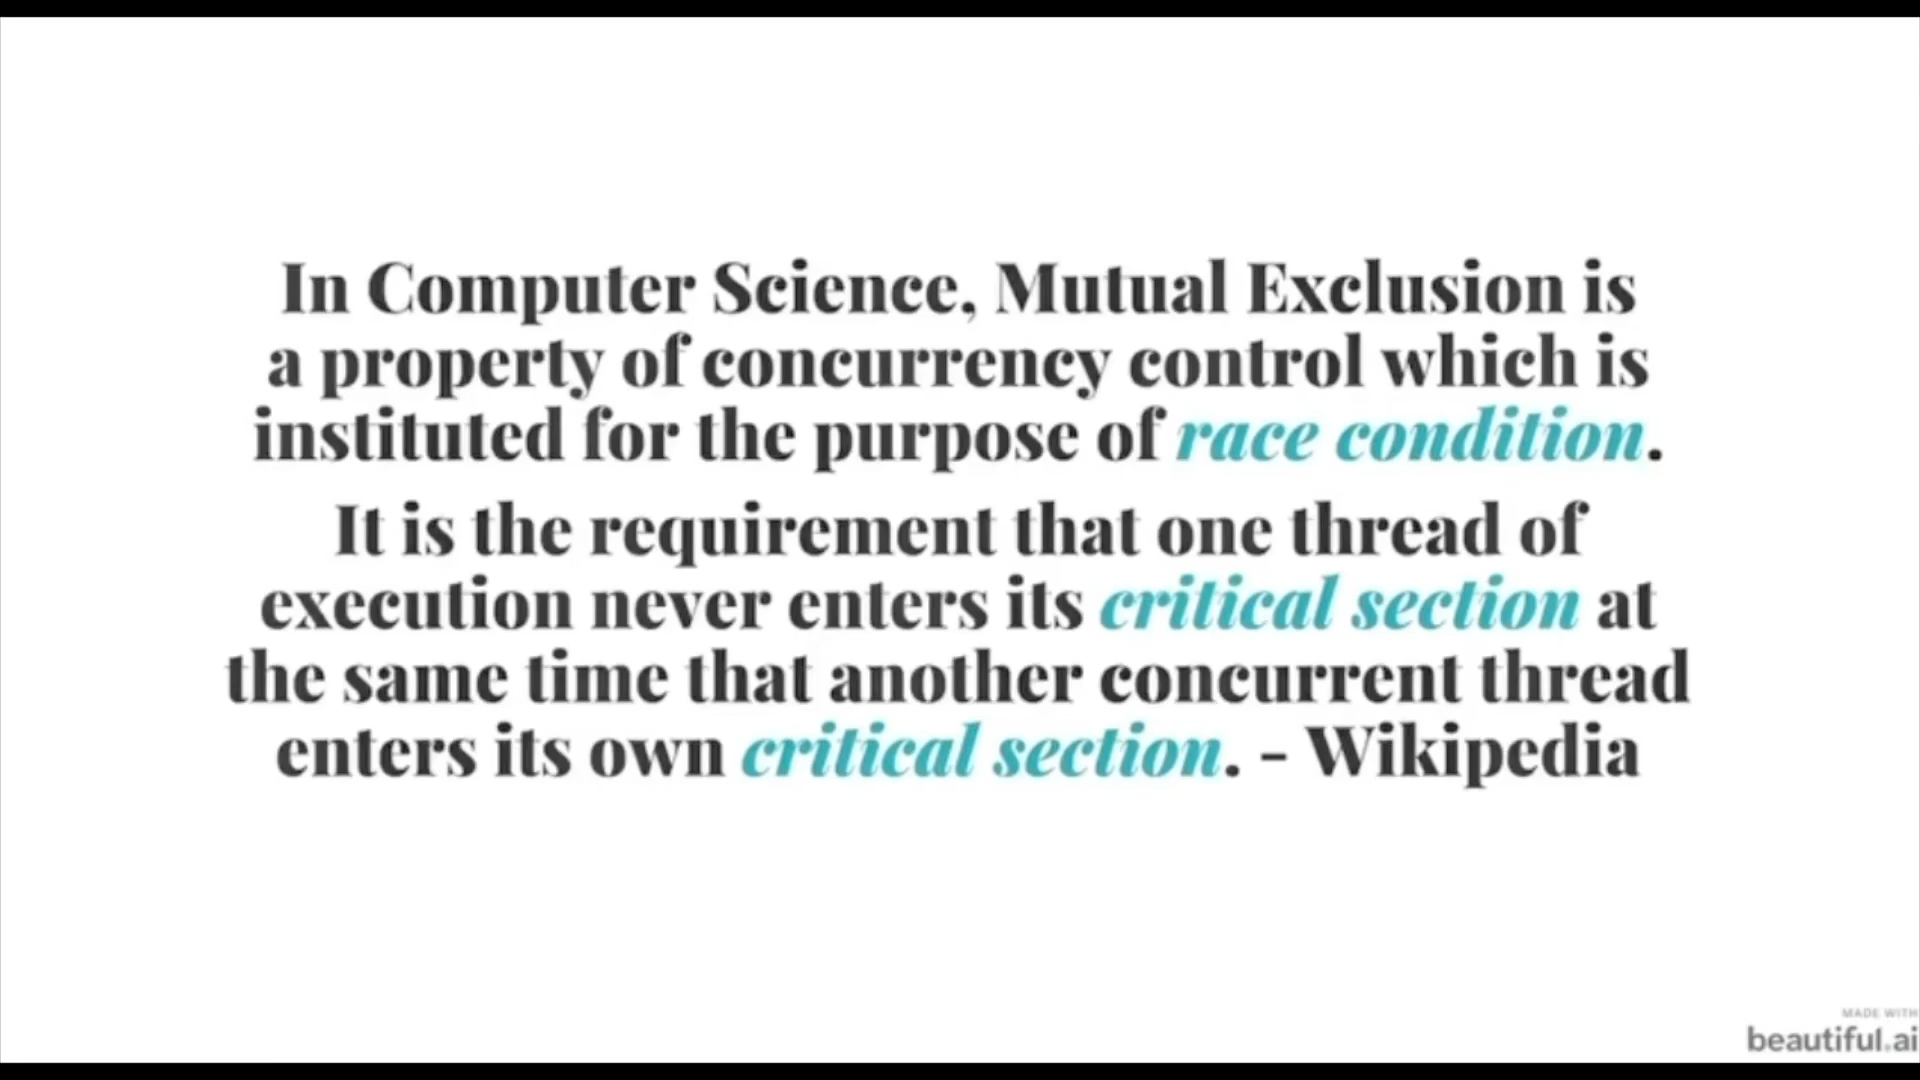 In Computer Science, Mutual Exclusion is
a property of concurrency control which is
instituted for the purpose of race condition.
It is the requirement that one thread of
execution never enters its critical section at
the same time that another concurrent thread
enters its own critical section. - Wikipedia
MADE WITH
beautiful.ai